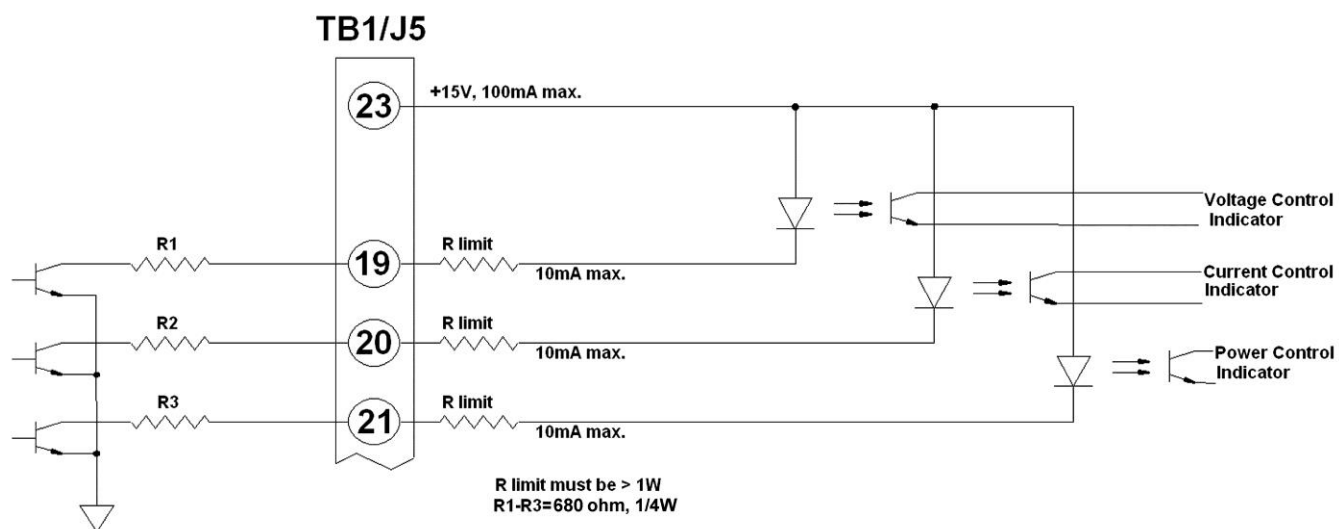 TB1/J5
23
+15V, 100mA max.
Voltage Control
Indicator
R1
19
R limit
10mA max.
Current Control
Indicator
R2
20
R limit
10mA max.
Power Control
Indicator
R3
21
R limit
10mA max.
R limit must be > 1W
R1-R3=680 ohm, 1/4W